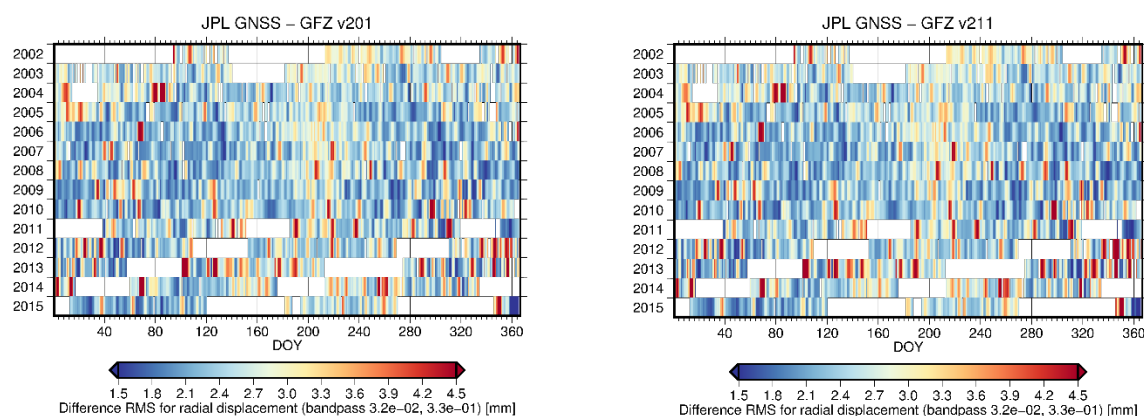 JPL GNSS – GFZ v201
2002
2003
2004
2005
2006
2007
2008
2009
2010
2011
2012
2013
2014
2015
40 80 120 160 200 240 280 320 360
DOY
1.5 1.8 2.1 2.4 2.7 3.0 3.3 3.6 3.9 4.2 4.5
Difference RMS for radial displacement (bandpass 3.2e−02, 3.3e−01) [mm]
JPL GNSS – GFZ v211
2002
2003
2004
2005
2006
2007
2008
2009
2010
2011
2012
2013
2014
2015
40 80 120 160 200 240 280 320 360
DOY
1.5 1.8 2.1 2.4 2.7 3.0 3.3 3.6 3.9 4.2 4.5
Difference RMS for radial displacement (bandpass 3.2e−02, 3.3e−01) [mm]